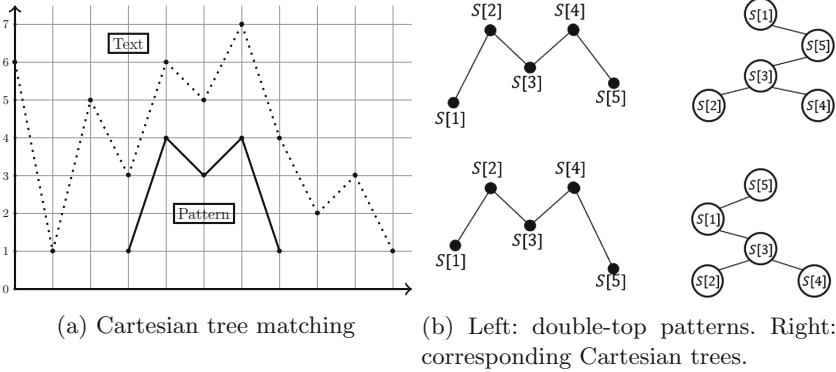 7
6
5
4
3
2
1
0
Text
Pattern
(a) Cartesian tree matching
S[2]
S[4]
S[3]
S[1]
S[5]
S[1]
S[5]
S[3]
S[2]
S[4]
S[2]
S[4]
S[3]
S[1]
S[5]
S[5]
S[1]
S[3]
S[2]
S[4]
(b) Left: double-top patterns. Right:
corresponding Cartesian trees.